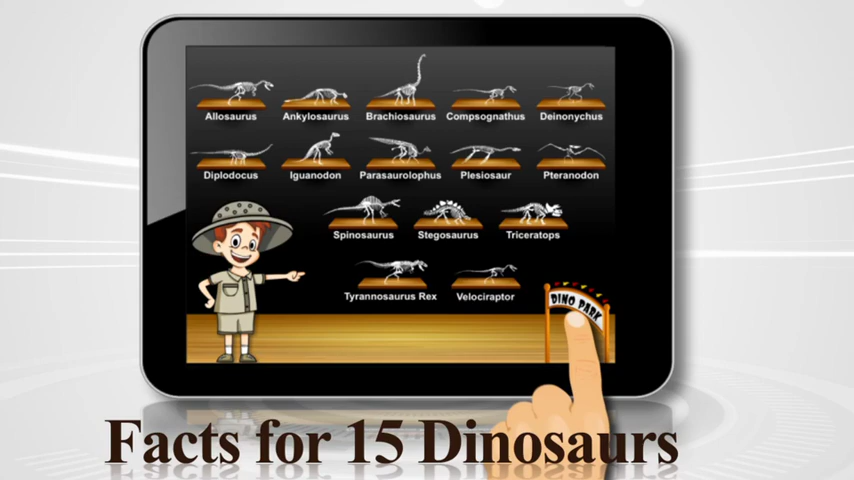 Allosaurus Ankylosaurus Brachiosaurus Compsognathus Deinonychus
Diplodocus Iguanodon Parasaurolophus Plesiosaur Pteranodon
Spinosaurus Stegosaurus Triceratops
Tyrannosaurus Rex Velociraptor
DINO PARK
Facts for 15 Dinosaurs